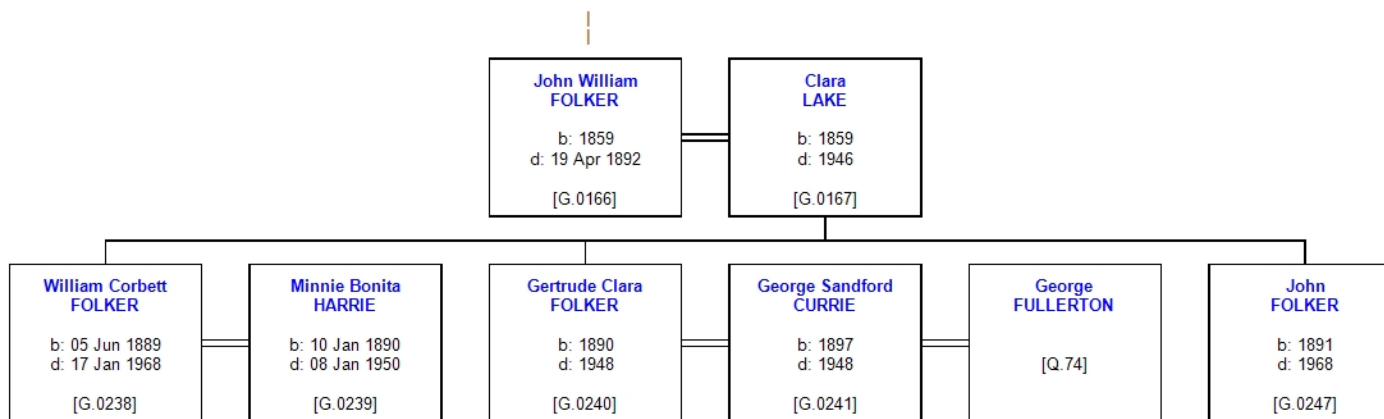 John William
FOLKER
b: 1859
d: 19 Apr 1892
[G.0166]
Clara
LAKE
b: 1859
d: 1946
[G.0167]
William Corbett
FOLKER
b: 05 Jun 1889
d: 17 Jan 1968
[G.0238]
Minnie Bonita
HARRIE
b: 10 Jan 1890
d: 08 Jan 1950
[G.0239]
Gertrude Clara
FOLKER
b: 1890
d: 1948
[G.0240]
George Sandford
CURRIE
b: 1897
d: 1948
[G.0241]
George
FULLERTON
[Q.74]
John
FOLKER
b: 1891
d: 1968
[G.0247]